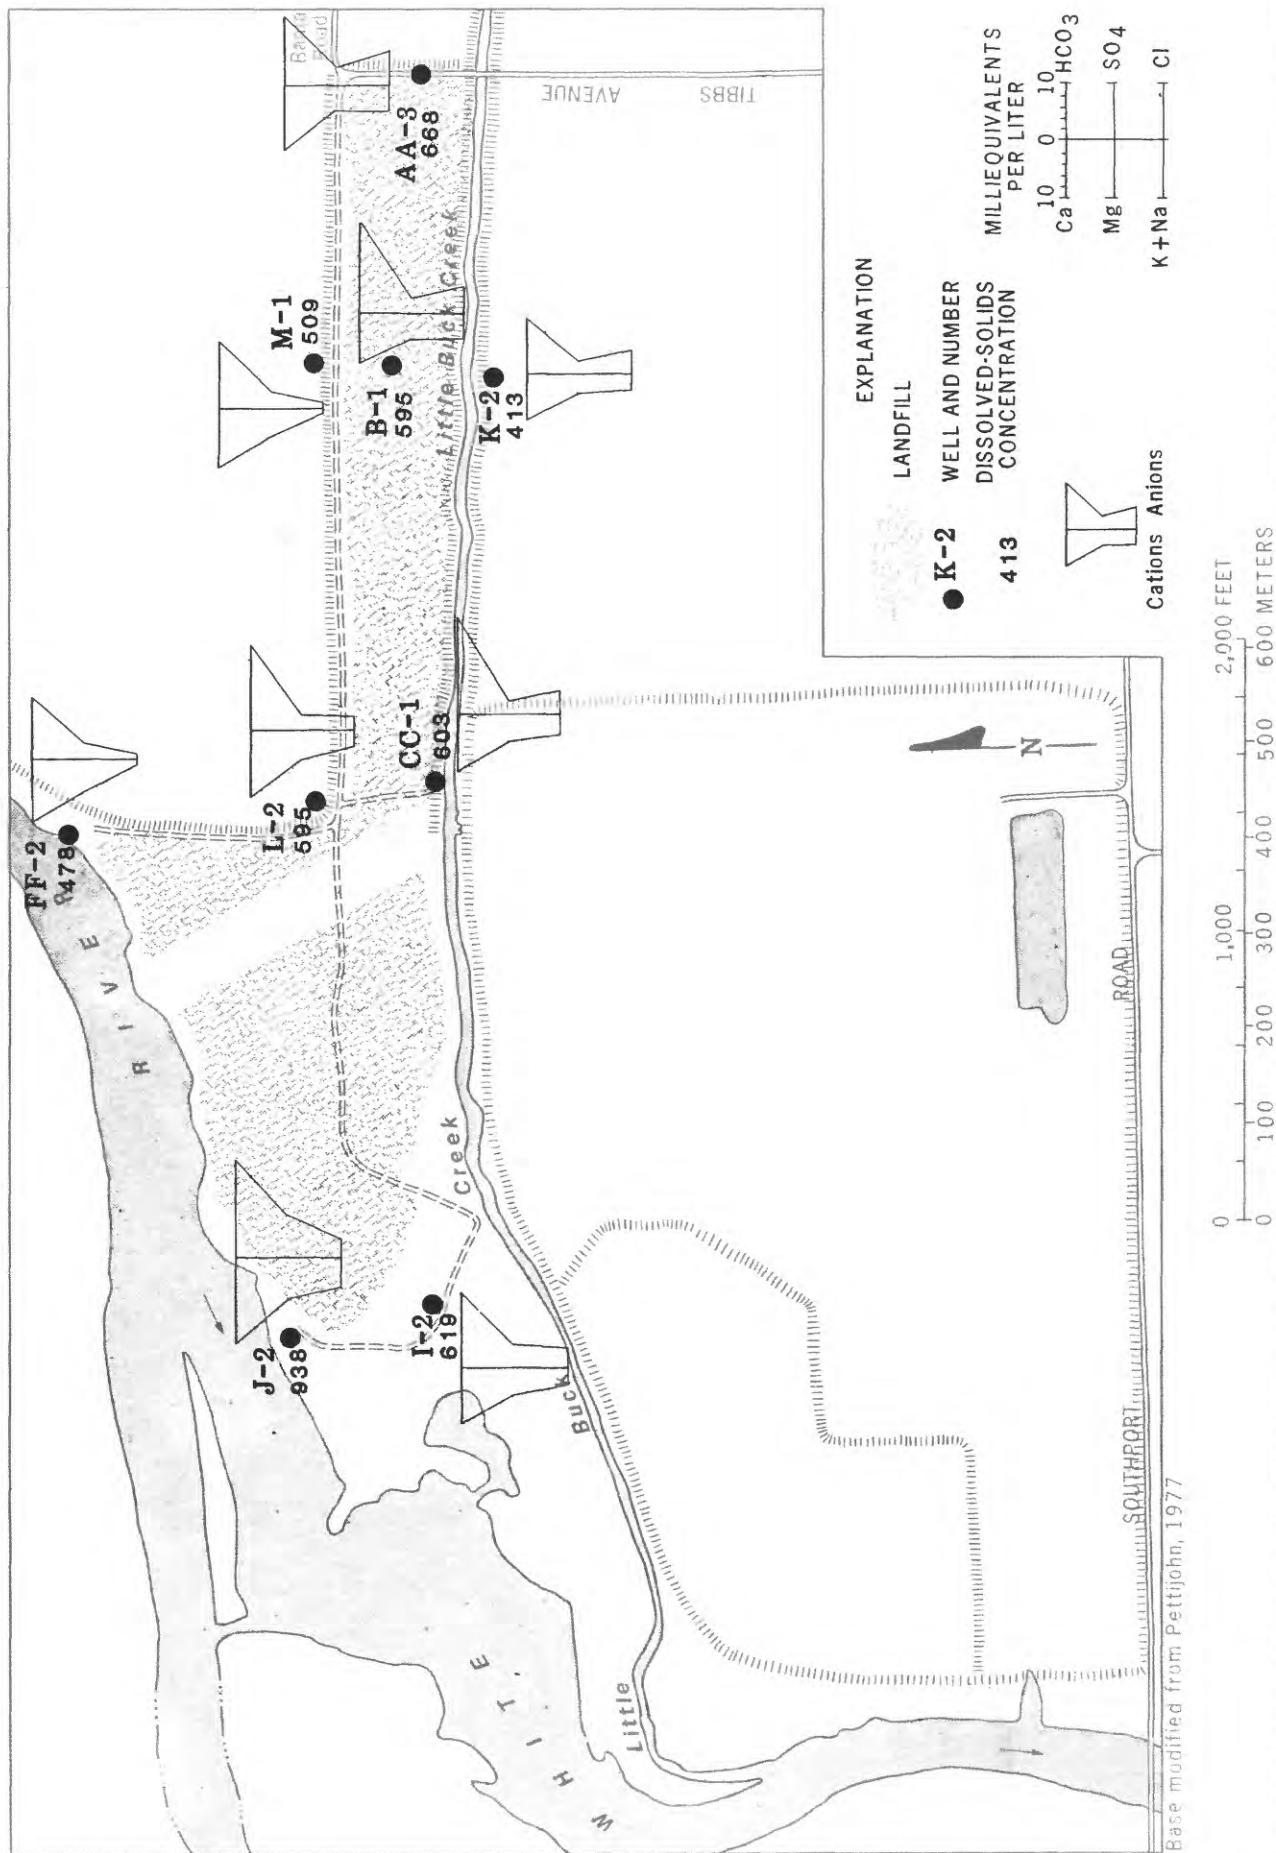 FF-2
478
RIVER
WHITE
J-2
938
I-2
619
L-2
595
CC-1
603
M-1
509
B-1
595
K-2
413
AA-3
668
Road
Little Buck Creek
Little Buck Creek
TIBBS AVENUE
SOUTHPORT ROAD
N
EXPLANATION
LANDFILL
K-2 WELL AND NUMBER
413 DISSOLVED-SOLIDS
CONCENTRATION
Cations Anions
MILLIEQUIVALENTS
PER LITER
10 0 10
Ca HCO3
Mg SO4
K+Na Cl
Base modified from Pettijohn, 1977
0 1,000 2,000 FEET
0 100 200 300 400 500 600 METERS